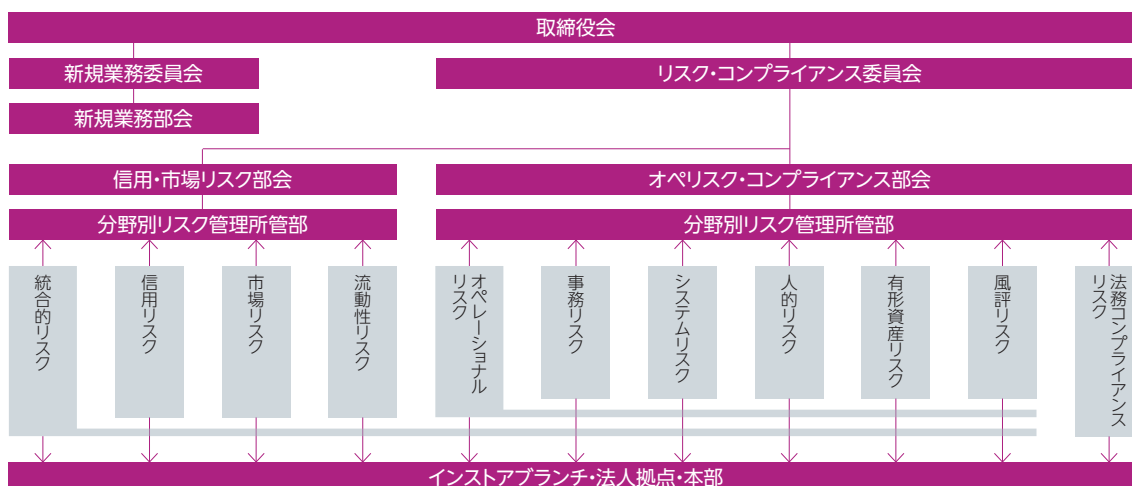 取締役会
新規業務委員会
リスク・コンプライアンス委員会
新規業務部会
信用・市場リスク部会
オペリスク・コンプライアンス部会
分野別リスク管理所管部
分野別リスク管理所管部
統合的リスク
信用リスク
市場リスク
流動性リスク
オペレーショナル
リスク
事務リスク
システムリスク
人的リスク
有形資産リスク
風評リスク
法務コンプライアンス
リスク
インストアブランチ・法人拠点・本部